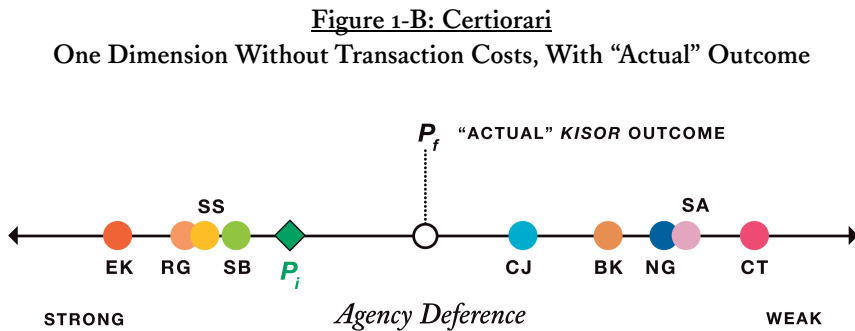 Figure 1-B: Certiorari
One Dimension Without Transaction Costs, With “Actual” Outcome
Pf “ACTUAL” KISOR OUTCOME
SS SA
EK RG SB Pi CJ BK NG CT
STRONG Agency Deference WEAK